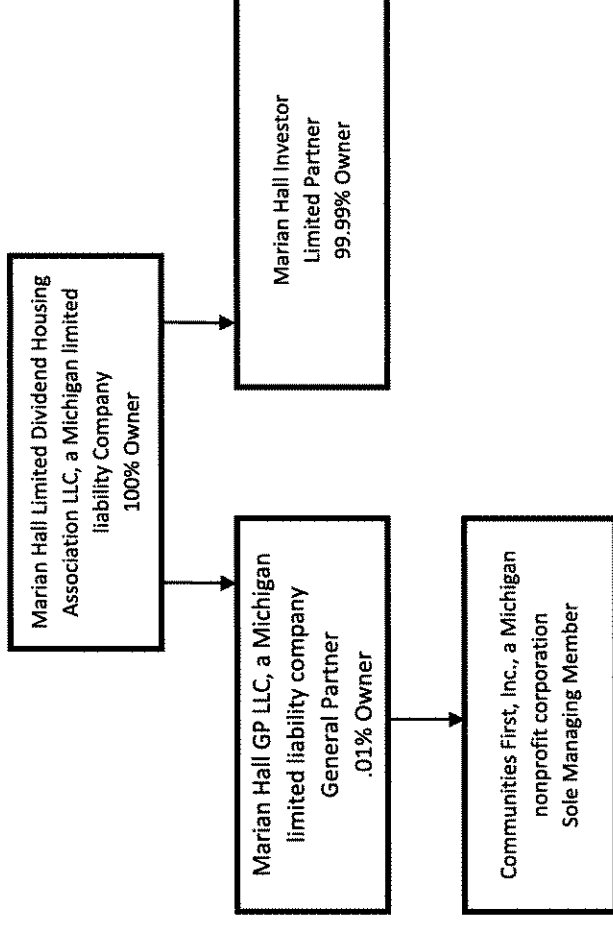 Marian Hall Limited Dividend Housing
Association LLC, a Michigan limited
liability Company
100% Owner
Marian Hall GP LLC, a Michigan
limited liability company
General Partner
.01% Owner
Marian Hall Investor
Limited Partner
99.99% Owner
Communities First, Inc., a Michigan
nonprofit corporation
Sole Managing Member